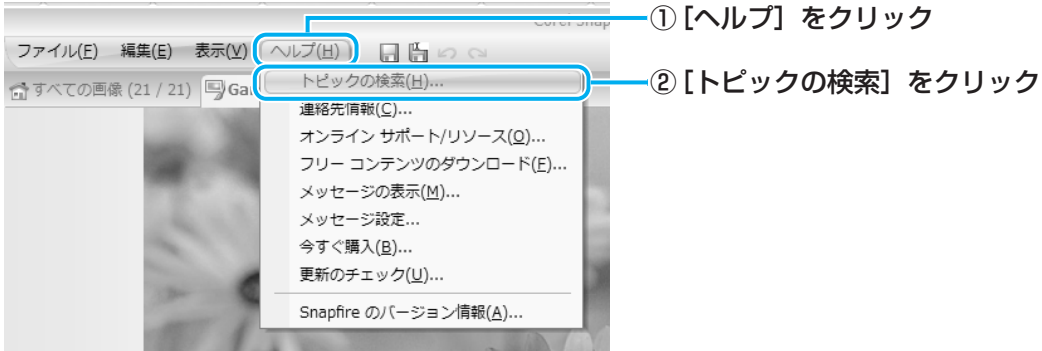 Corel Snap
① [ヘルプ] をクリック
ファイル(F) 編集(E) 表示(V) ヘルプ(H)
トピックの検索(H)...
② [トピックの検索] をクリック
すべての画像 (21 / 21) Ga
連絡先情報(C)...
オンライン サポート/リソース(O)...
フリー コンテンツのダウンロード(F)...
メッセージの表示(M)...
メッセージ設定...
今すぐ購入(B)...
更新のチェック(U)...
Snapfire のバージョン情報(A)...